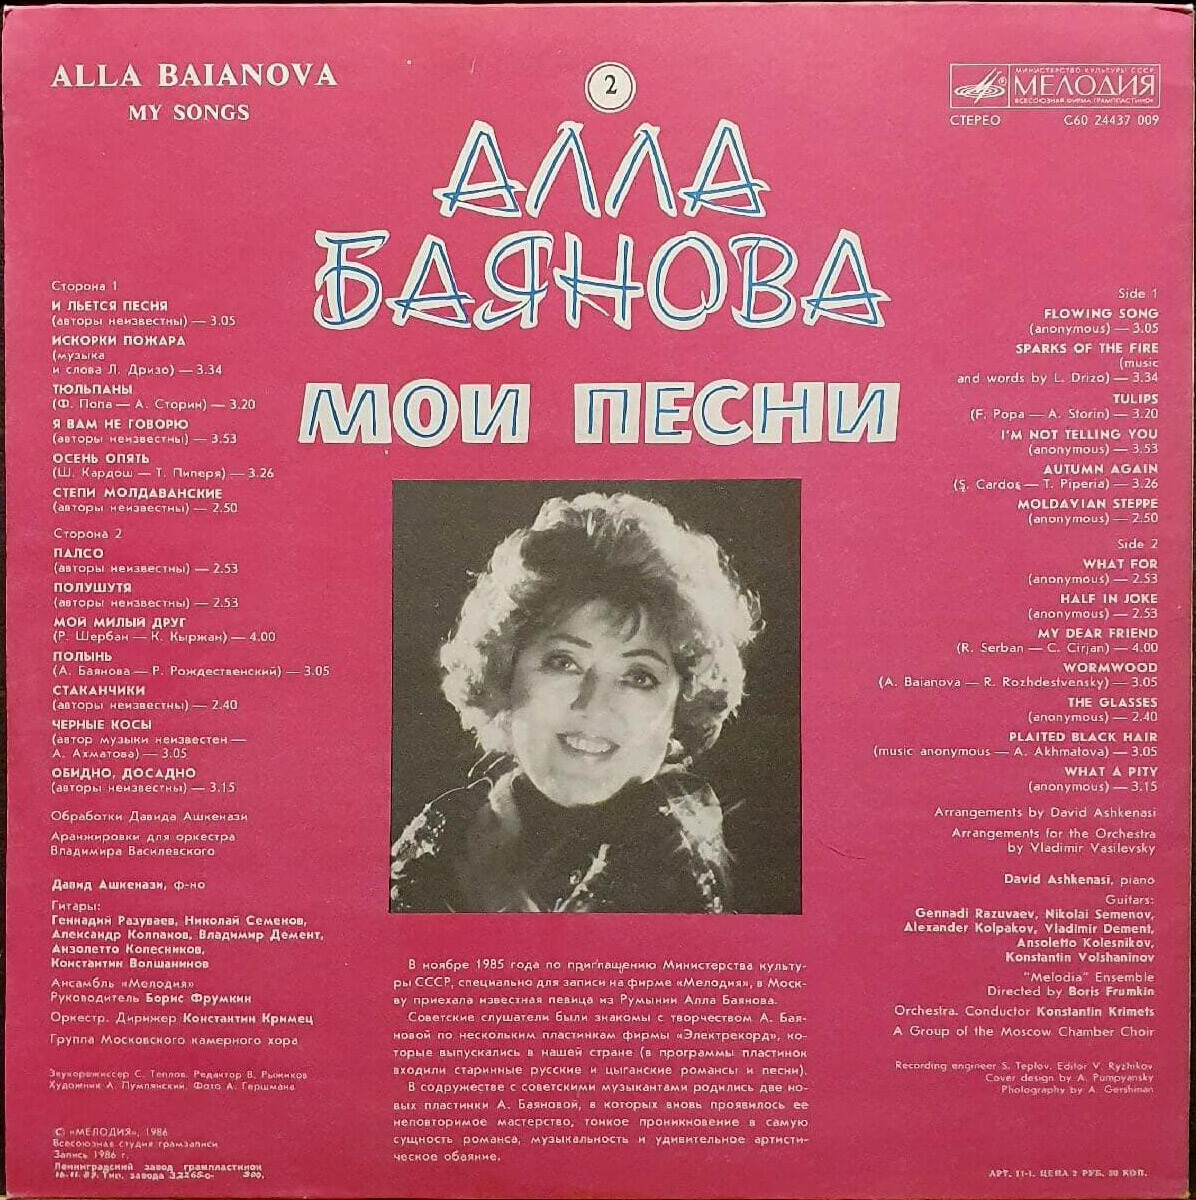 ALLA BAIANOVA
MY SONGS
2
МИНИСТЕРСТВО КУЛЬТУРЫ СССР
МЕЛОДИЯ
ВСЕСОЮЗНАЯ ФИРМА ГРАМПЛАСТИНОК
СТЕРЕО С60 24437 009
АЛЛА
БАЯНОВА
МОИ ПЕСНИ
Сторона 1
И ЛЬЕТСЯ ПЕСНЯ
(авторы неизвестны) — 3.05
ИСКОРКИ ПОЖАРА
(музыка
и слова Л. Дризо) — 3.34
ТЮЛЬПАНЫ
(Ф. Попа — А. Сторин) — 3.20
Я ВАМ НЕ ГОВОРЮ
(авторы неизвестны) — 3.53
ОСЕНЬ ОПЯТЬ
(Ш. Кардош — Т. Пиперя) — 3.26
СТЕПИ МОЛДАВАНСКИЕ
(авторы неизвестны) — 2.50
Сторона 2
ПАЛСО
(авторы неизвестны) — 2.53
ПОЛУШУТЯ
(авторы неизвестны) — 2.53
МОЙ МИЛЫЙ ДРУГ
(Р. Шербан — К. Кыржан) — 4.00
ПОЛЫНЬ
(А. Баянова — Р. Рождественский) — 3.05
СТАКАНЧИКИ
(авторы неизвестны) — 2.40
ЧЕРНЫЕ КОСЫ
(автор музыки неизвестен —
А. Ахматова) — 3.05
ОБИДНО, ДОСАДНО
(авторы неизвестны) — 3.15
Обработки Давида Ашкенази
Аранжировки для оркестра
Владимира Василевского
Давид Ашкенази, ф-но
Гитары:
Геннадий Разуваев, Николай Семенов,
Александр Колпаков, Владимир Демент,
Анзолетто Колесников,
Константин Волшанинов
Ансамбль «Мелодия»
Руководитель Борис Фрумкин
Оркестр. Дирижер Константин Кримец
Группа Московского камерного хора
Звукорежиссер С. Теплов. Редактор В. Рыжиков
Художник А. Пумпянский. Фото А. Гершмана
(С) «МЕЛОДИЯ», 1986
Всесоюзная студия грамзаписи
Запись 1986 г.
Ленинградский завод грампластинок
Тип. завода
В ноябре 1985 года по приглашению Министерства культу-
ры СССР, специально для записи на фирме «Мелодия», в Моск-
ву приехала известная певица из Румынии Алла Баянова.
Советские слушатели были знакомы с творчеством А. Бая-
новой по нескольким пластинкам фирмы «Электрекорд», ко-
торые выпускались в нашей стране (в программы пластинок
входили старинные русские и цыганские романсы и песни).
В содружестве с советскими музыкантами родились две но-
вых пластинки А. Баяновой, в которых вновь проявилось ее
неповторимое мастерство, тонкое проникновение в самую
сущность романса, музыкальность и удивительное артисти-
ческое обаяние.
Side 1
FLOWING SONG
(anonymous) — 3.05
SPARKS OF THE FIRE
(music
and words by L. Drizo) — 3.34
TULIPS
(F. Popa — A. Storin) — 3.20
I'M NOT TELLING YOU
(anonymous) — 3.53
AUTUMN AGAIN
(Ş. Cardoş — T. Piperia) — 3.26
MOLDAVIAN STEPPE
(anonymous) — 2.50
Side 2
WHAT FOR
(anonymous) — 2.53
HALF IN JOKE
(anonymous) — 2.53
MY DEAR FRIEND
(R. Serban — C. Cirjan) — 4.00
WORMWOOD
(A. Baianova — R. Rozhdestvensky) — 3.05
THE GLASSES
(anonymous) — 2.40
PLAITED BLACK HAIR
(music anonymous — A. Akhmatova) — 3.05
WHAT A PITY
(anonymous) — 3.15
Arrangements by David Ashkenasi
Arrangements for the Orchestra
by Vladimir Vasilevsky
David Ashkenasi, piano
Guitars:
Gennadi Razuvaev, Nikolai Semenov,
Alexander Kolpakov, Vladimir Dement,
Ansoletto Kolesnikov,
Konstantin Volshaninov
"Melodia" Ensemble
Directed by Boris Frumkin
Orchestra. Conductor Konstantin Krimets
A Group of the Moscow Chamber Choir
Recording engineer S. Teplov. Editor V. Ryzhikov
Cover design by A. Pumpyansky
Photography by A. Gershman
АРТ. 11-1. ЦЕНА 2 РУБ. 50 КОП.